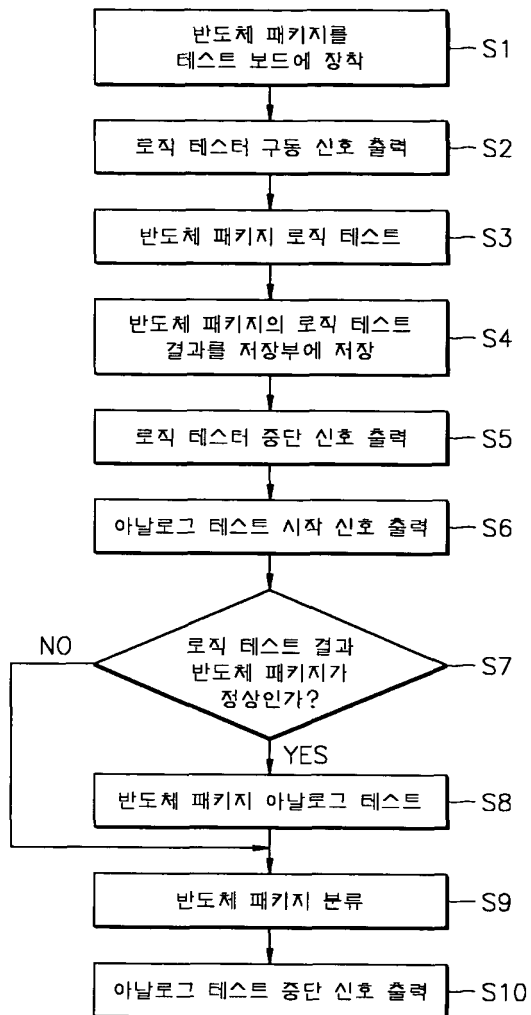 반도체 패키지를
테스트 보드에 장착
S1
로직 테스터 구동 신호 출력
S2
반도체 패키지 로직 테스트
S3
반도체 패키지의 로직 테스트
결과를 저장부에 저장
S4
로직 테스터 중단 신호 출력
S5
아날로그 테스트 시작 신호 출력
S6
로직 테스트 결과
반도체 패키지가
정상인가?
S7
NO
YES
반도체 패키지 아날로그 테스트
S8
반도체 패키지 분류
S9
아날로그 테스트 중단 신호 출력
S10